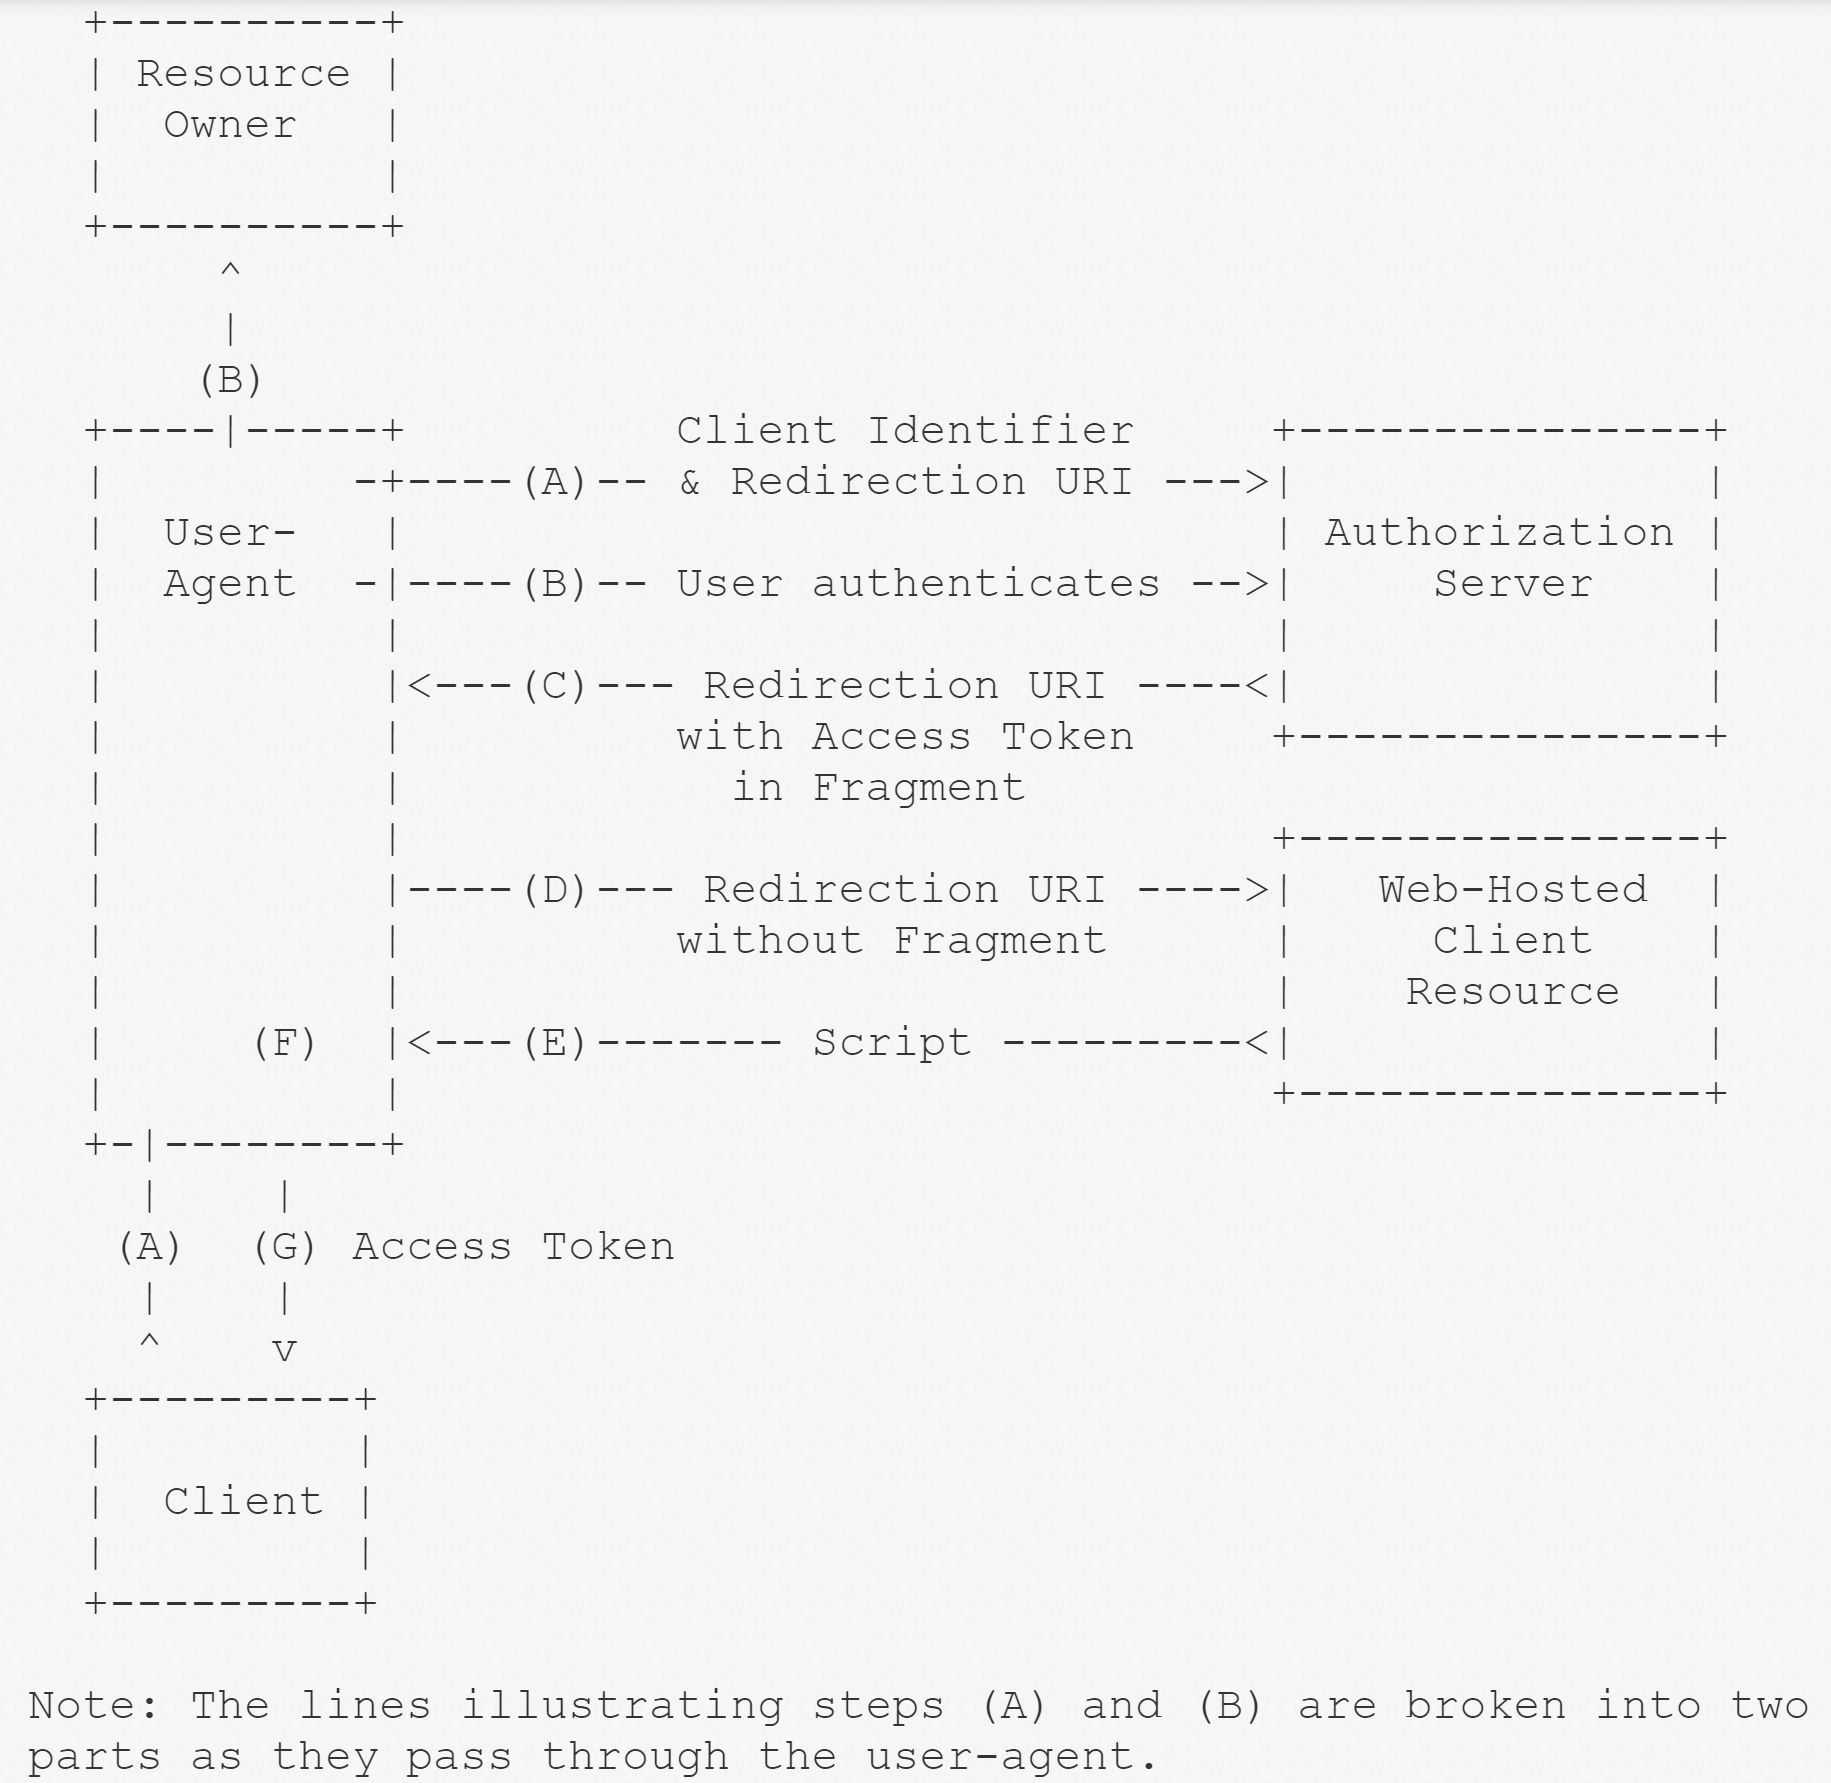 +----------+
| Resource |
|  Owner   |
|          |
+----------+
     ^
     |
    (B)
+----|-----+          Client Identifier     +---------------+
|         -+----(A)-- & Redirection URI --->|               |
|  User-   |                                | Authorization |
|  Agent  -|----(B)-- User authenticates -->|     Server    |
|          |                                |               |
|          |<---(C)--- Redirection URI ----<|               |
|          |          with Access Token     +---------------+
|          |            in Fragment
|          |                                +---------------+
|          |----(D)--- Redirection URI ---->|   Web-Hosted  |
|          |          without Fragment      |     Client    |
|          |                                |    Resource   |
|     (F)  |<---(E)------- Script ---------<|               |
|          |                                +---------------+
+-|--------+
  |    |
 (A)  (G) Access Token
  |    |
  ^    v
+---------+
|         |
|  Client |
|         |
+---------+
Note: The lines illustrating steps (A) and (B) are broken into two
parts as they pass through the user-agent.